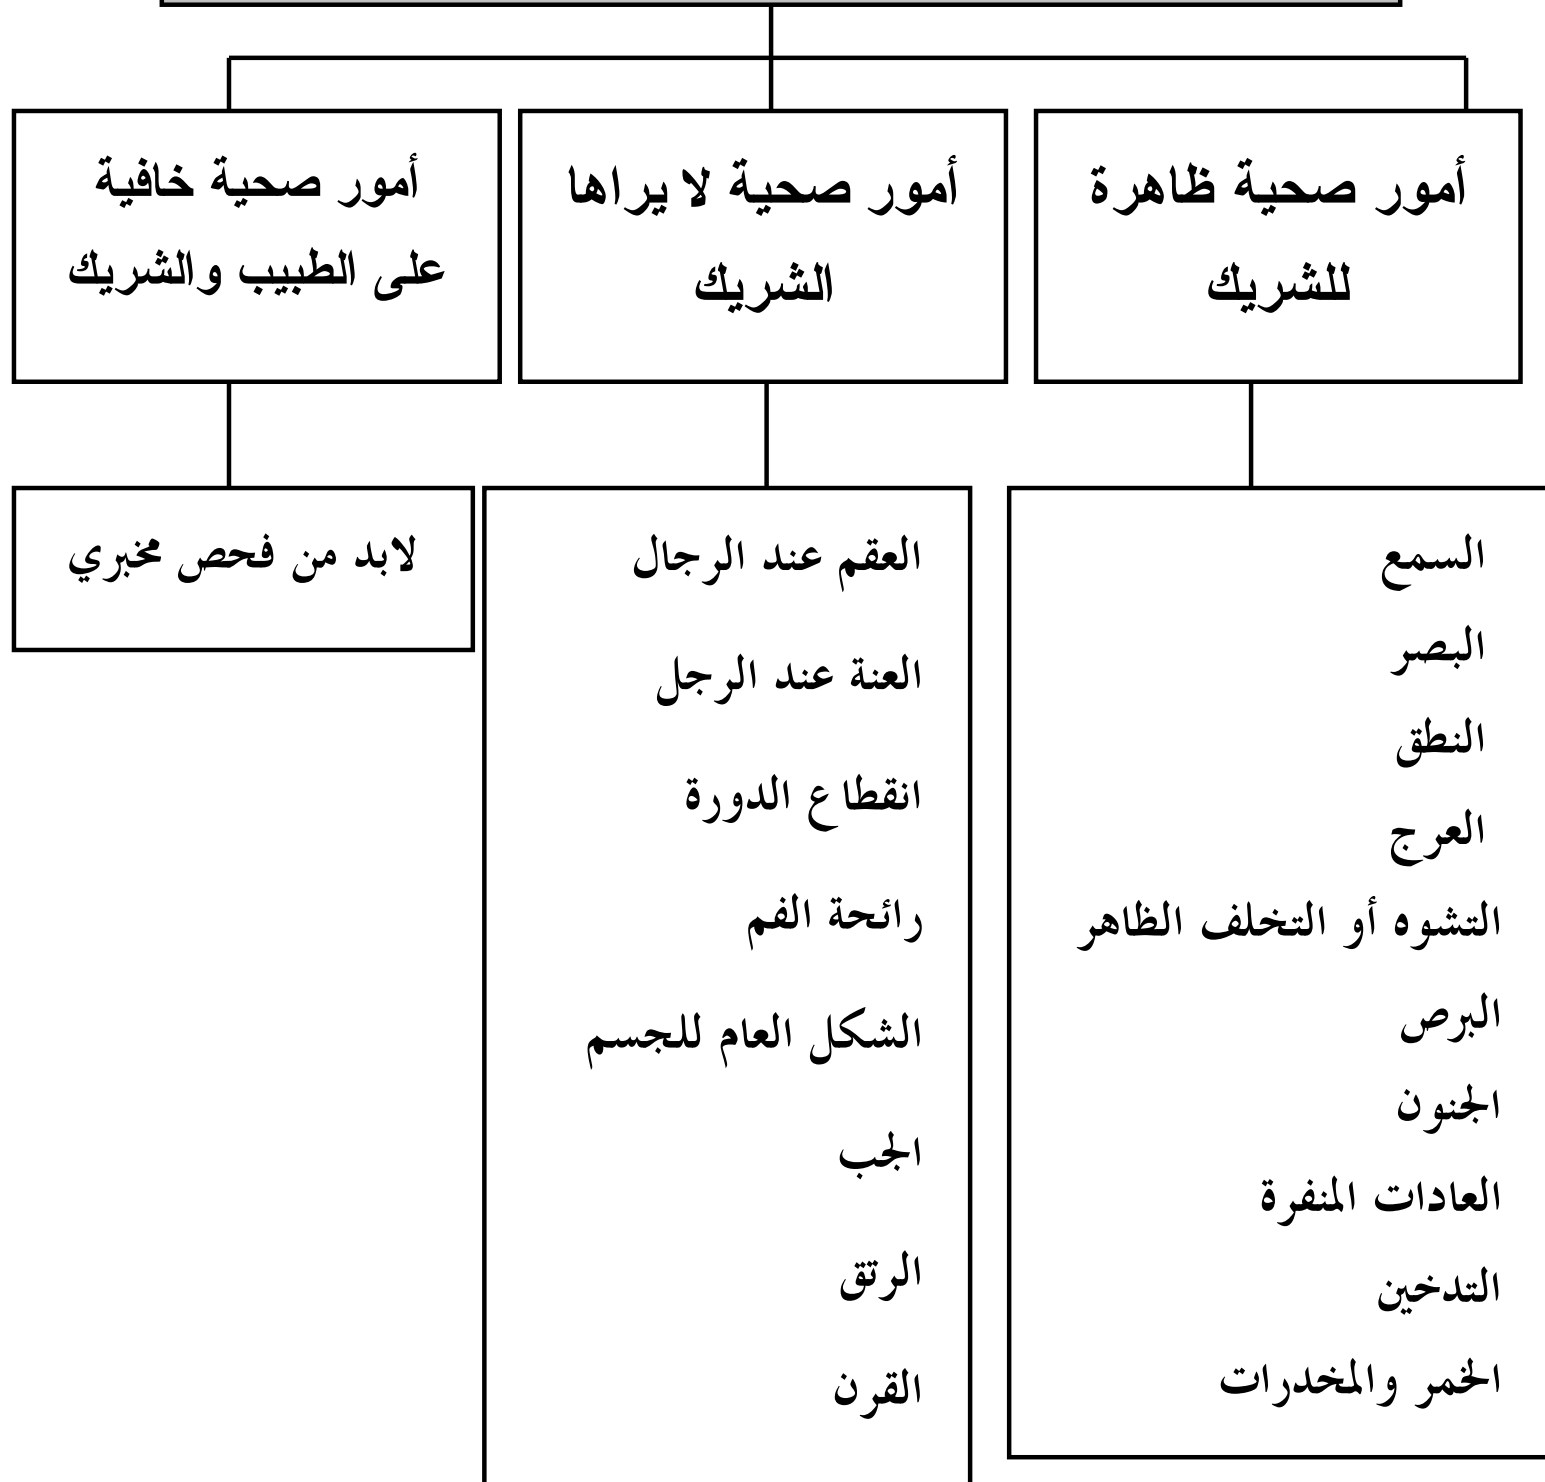 أمور صحية ظاهرة
للشريك
أمور صحية لا يراها
الشريك
أمور صحية خافية
على الطبيب والشريك
السمع
البصر
النطق
العرج
التشوه أو التخلف الظاهر
البرص
الجنون
العادات المنفرة
التدخين
الخمر والمخدرات
العقم عند الرجال
العنة عند الرجل
انقطاع الدورة
رائحة الفم
الشكل العام للجسم
الجب
الرتق
القرن
لابد من فحص مخبري